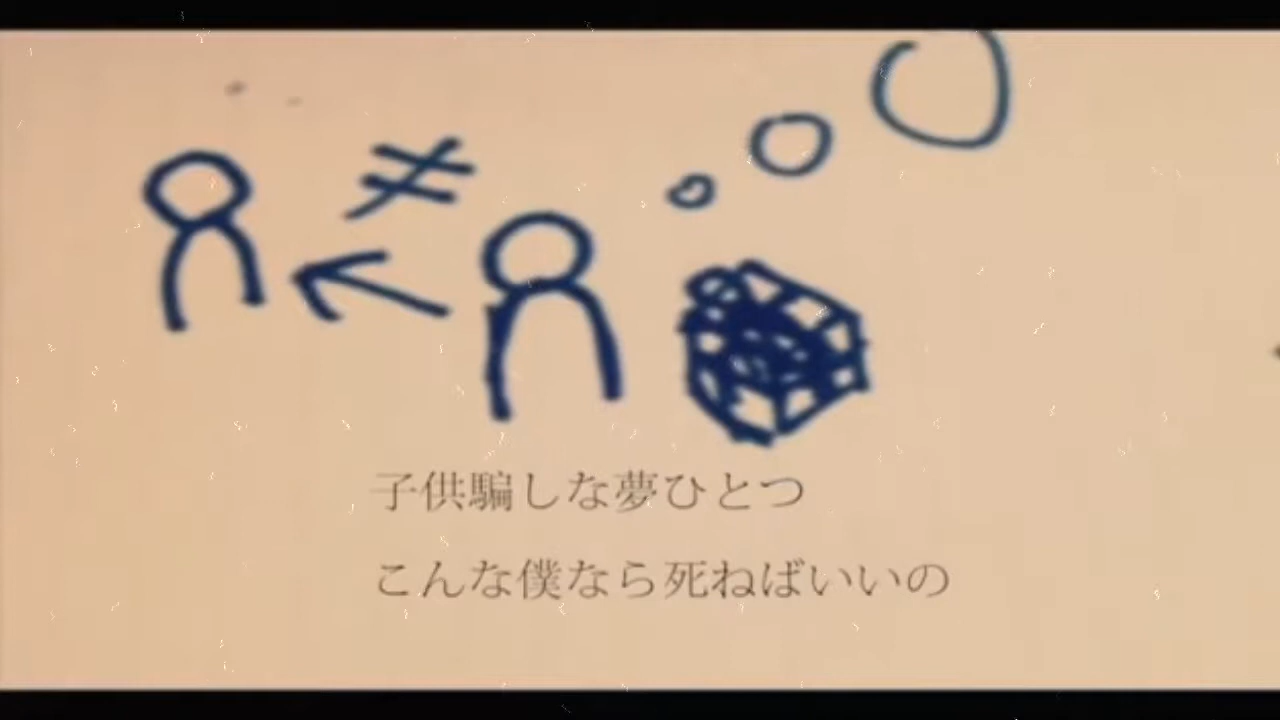 ≠
子供騙しな夢ひとつ
こんな僕なら死ねばいいの